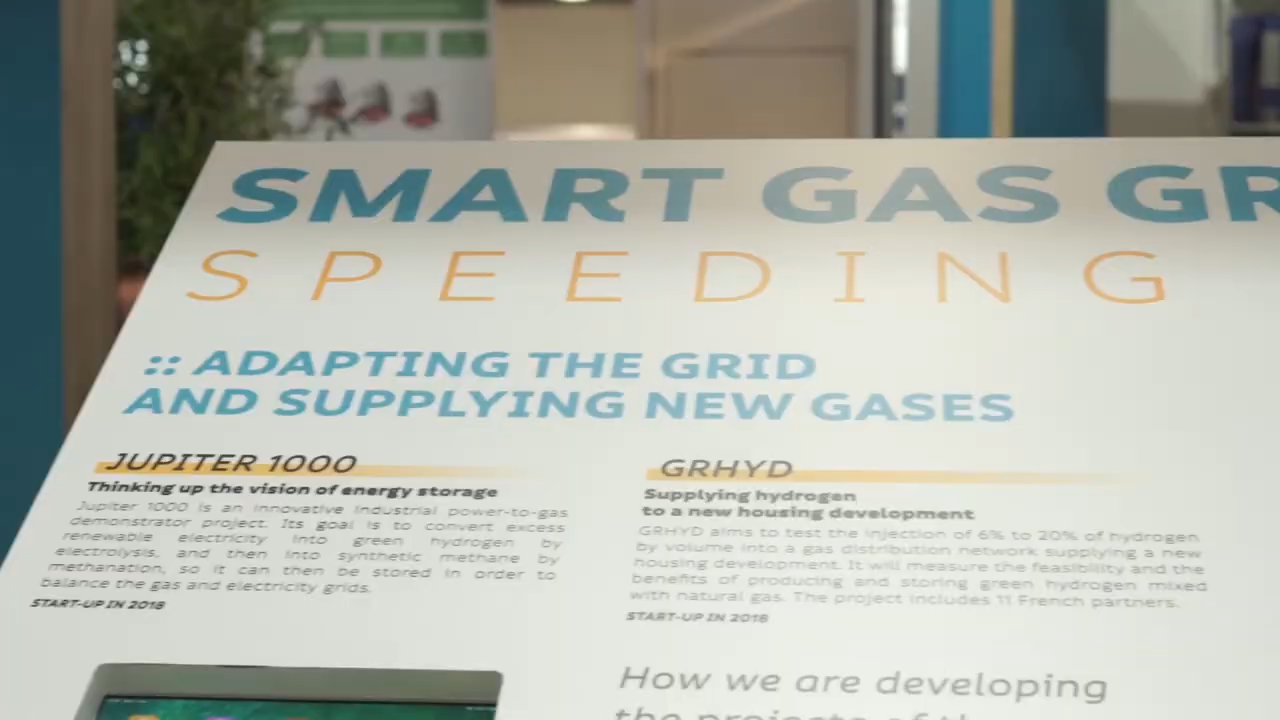 SMART GAS GR
SPEEDING
:: ADAPTING THE GRID
AND SUPPLYING NEW GASES
JUPITER 1000
Thinking up the vision of energy storage
Jupiter 1000 is an innovative industrial power-to-gas
demonstrator project. Its goal is to convert excess
renewable electricity into green hydrogen by
electrolysis, and then into synthetic methane by
methanation, so it can then be stored in order to
balance the gas and electricity grids.
START-UP IN 2018
GRHYD
Supplying hydrogen
to a new housing development
GRHYD aims to test the injection of 6% to 20% of hydrogen
by volume into a gas distribution network supplying a new
housing development. It will measure the feasibility and the
benefits of producing and storing green hydrogen mixed
with natural gas. The project includes 11 French partners.
START-UP IN 2018
How we are developing
the projects of th